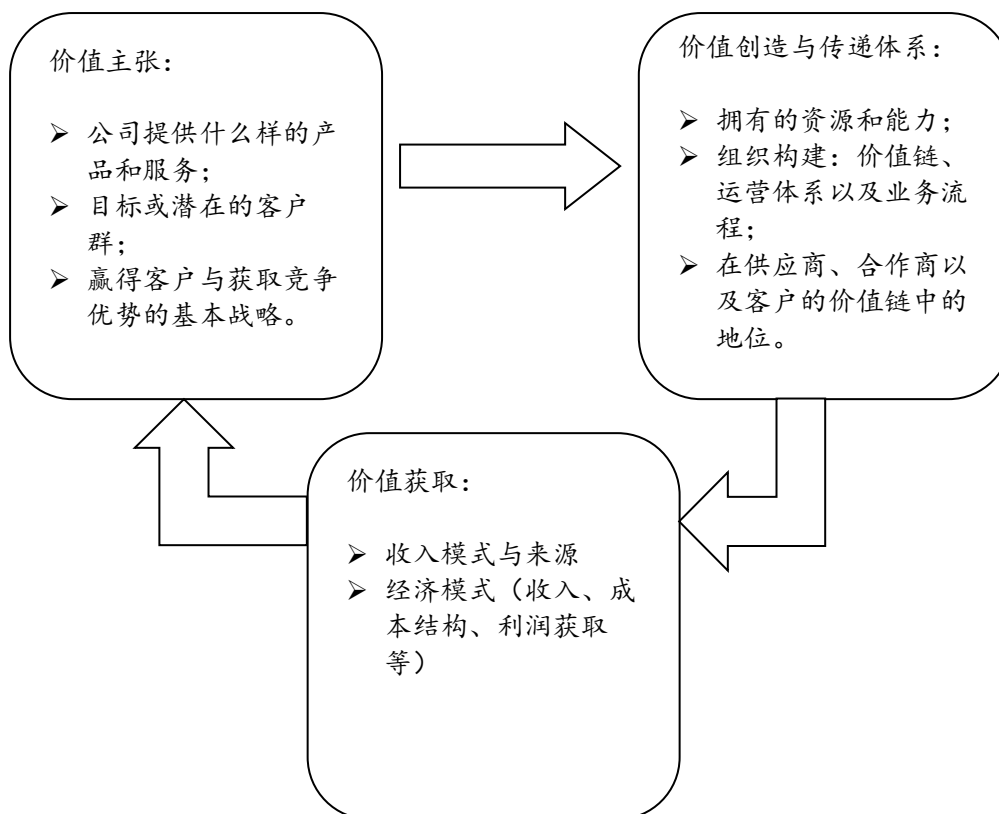 价值主张：
➢ 公司提供什么样的产
品和服务；
➢ 目标或潜在的客户
群；
➢ 赢得客户与获取竞争
优势的基本战略。
价值创造与传递体系：
➢ 拥有的资源和能力；
➢ 组织构建：价值链、
运营体系以及业务流
程；
➢ 在供应商、合作商以
及客户的价值链中的
地位。
价值获取：
➢ 收入模式与来源
➢ 经济模式（收入、成
本结构、利润获取
等）